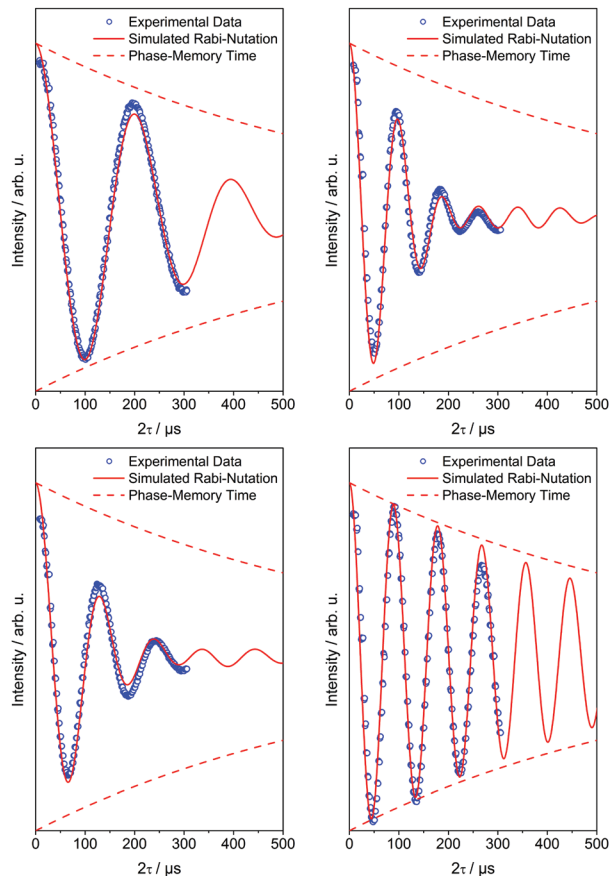 Experimental Data
Simulated Rabi-Nutation
Phase-Memory Time
Intensity / arb. u.
0 100 200 300 400 500
2τ / µs
Experimental Data
Simulated Rabi-Nutation
Phase-Memory Time
Intensity / arb. u.
0 100 200 300 400 500
2τ / µs
Experimental Data
Simulated Rabi-Nutation
Phase-Memory Time
Intensity / arb. u.
0 100 200 300 400 500
2τ / µs
Experimental Data
Simulated Rabi-Nutation
Phase-Memory Time
Intensity / arb. u.
0 100 200 300 400 500
2τ / µs